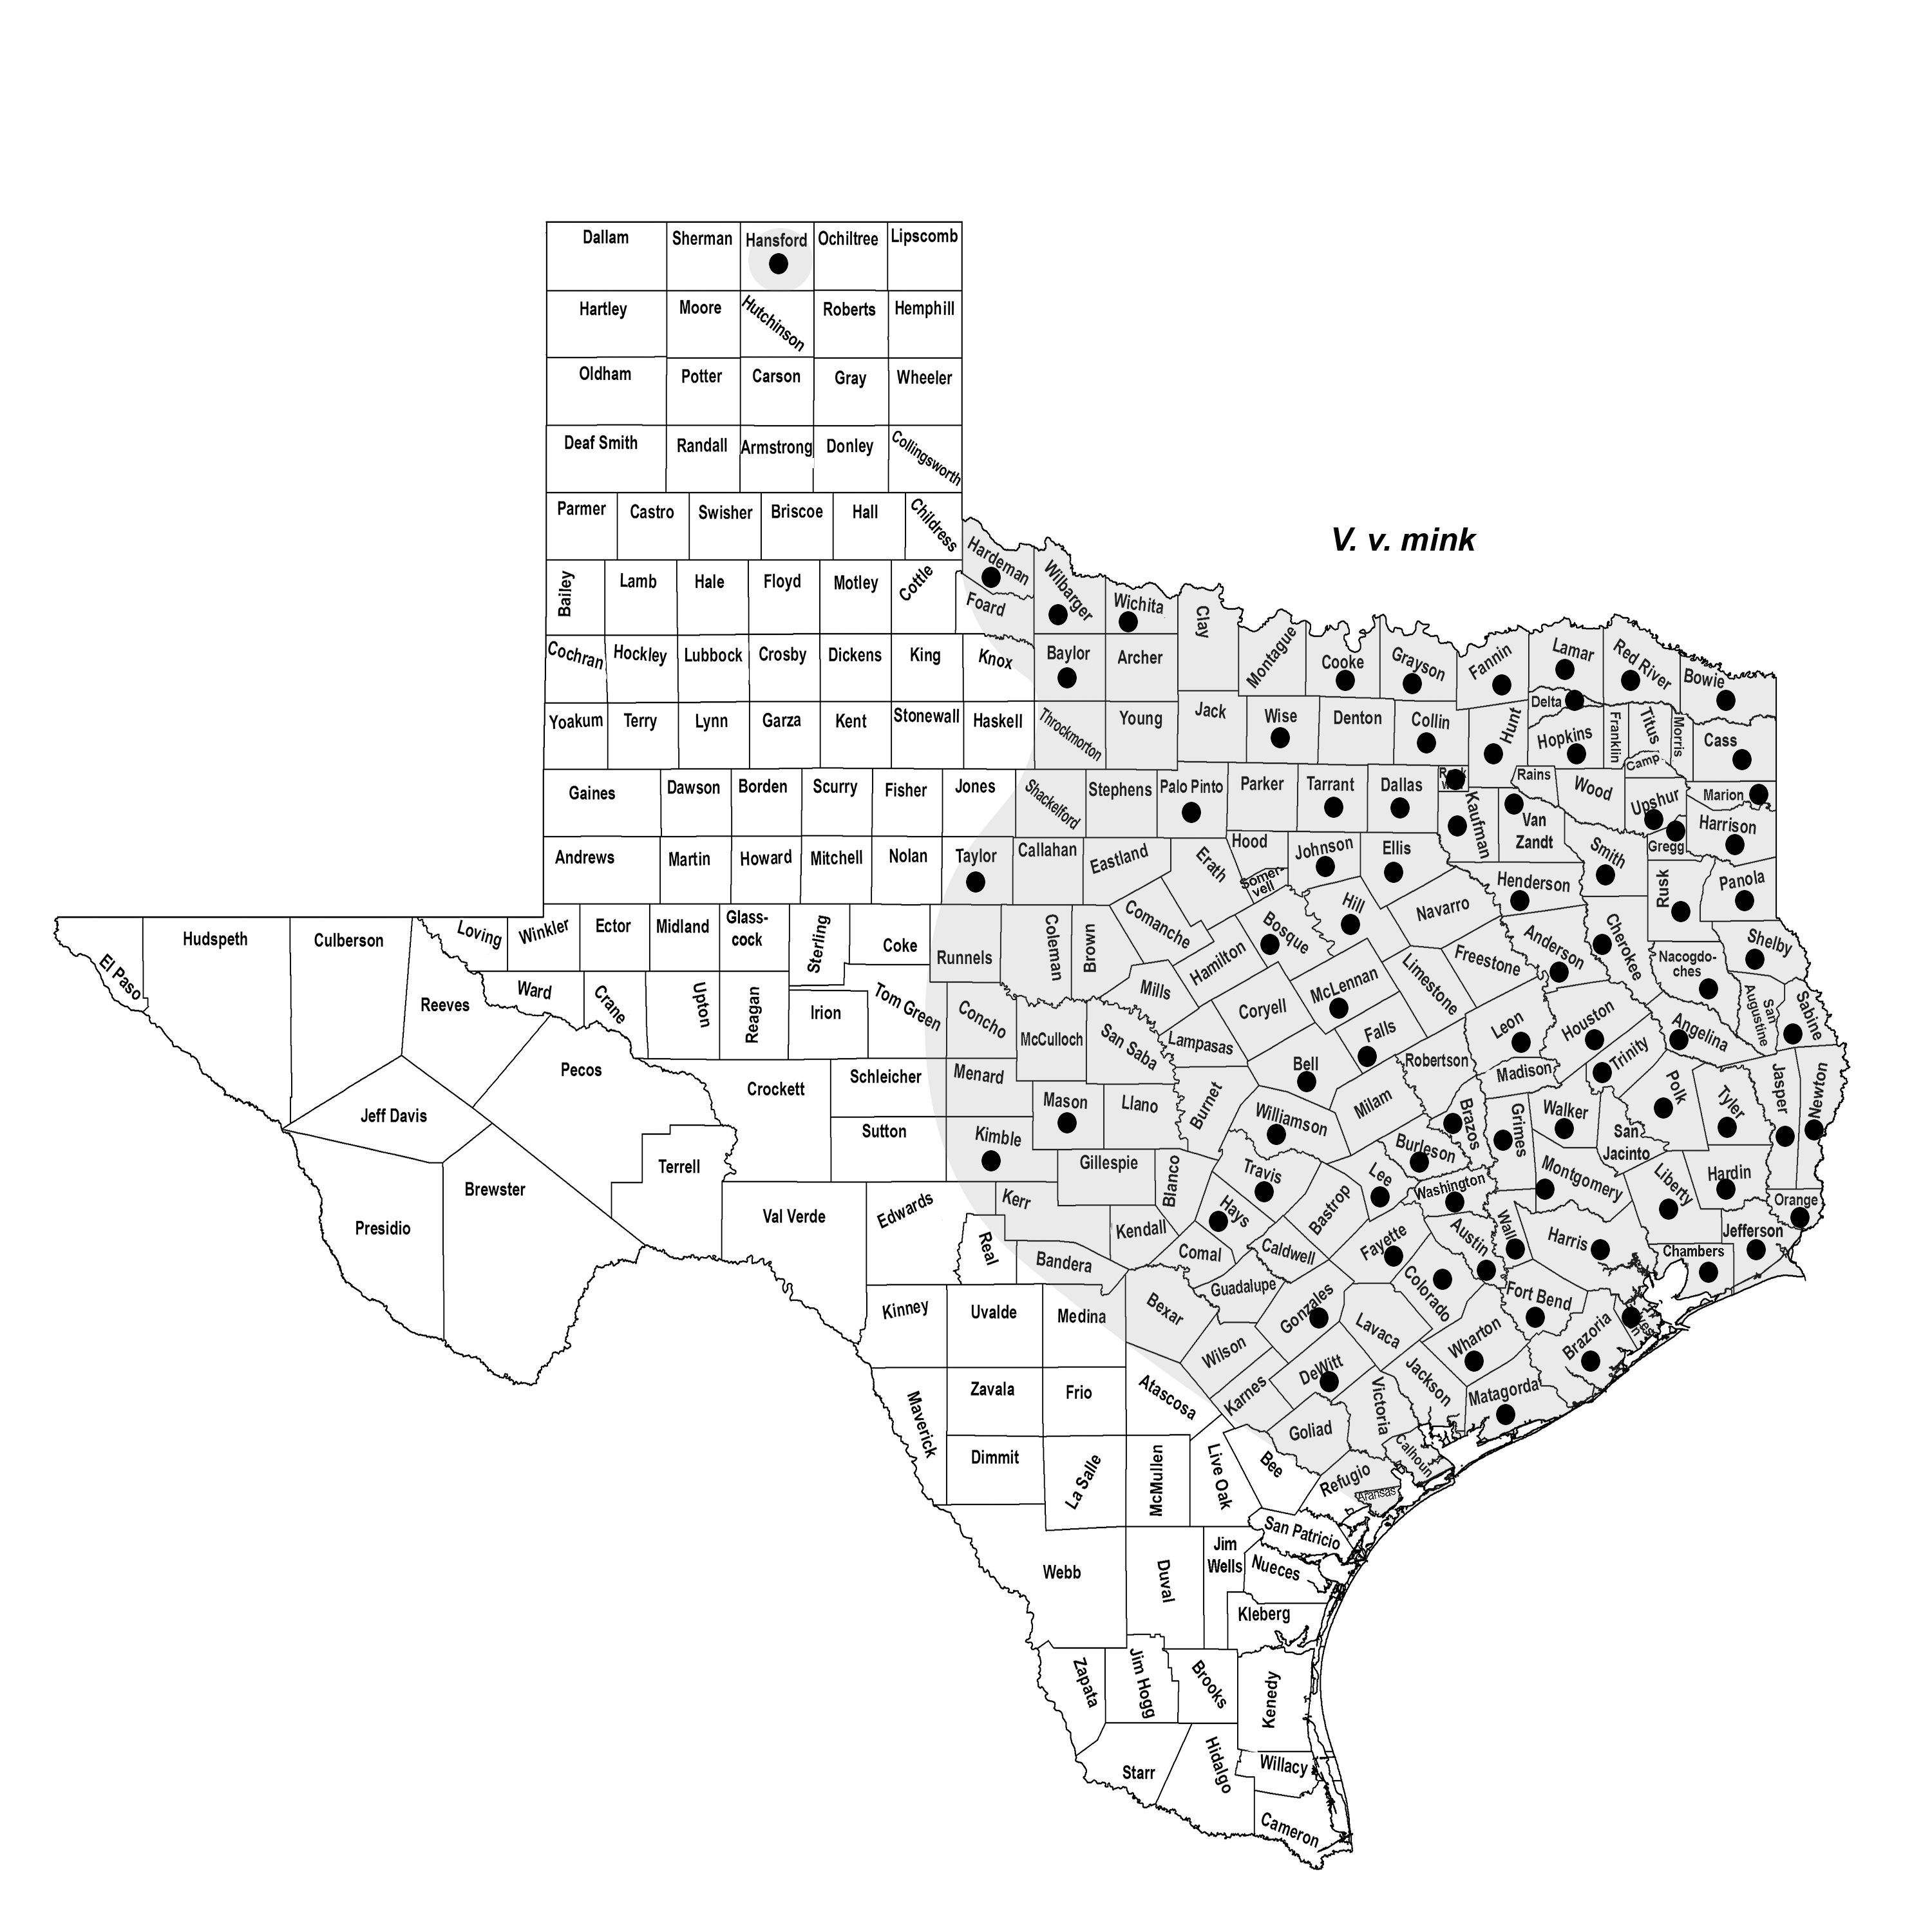 Dallam Sherman Hansford Ochiltree Lipscomb
Hartley Moore Hutchinson Roberts Hemphill
Oldham Potter Carson Gray Wheeler
Deaf Smith Randall Armstrong Donley Collingsworth
Parmer Castro Swisher Briscoe Hall Childress
V. v. mink
Hardeman Wilbarger Wichita Clay
Bailey Lamb Hale Floyd Motley Cottle Foard
Montague Cooke Grayson Fannin Lamar Red River Bowie
Cochran Hockley Lubbock Crosby Dickens King Knox Baylor Archer
Yoakum Terry Lynn Garza Kent Stonewall Haskell Throckmorton Young Jack Wise Denton Collin Hunt Delta Hopkins Franklin Titus Morris Cass
Camp
Gaines Dawson Borden Scurry Fisher Jones Shackelford Stephens Palo Pinto Parker Tarrant Dallas Kaufman Rains Wood Upshur Marion
Van
Zandt
Harrison
Gregg
Andrews Martin Howard Mitchell Nolan Taylor Callahan Eastland Erath Hood Johnson Ellis Henderson Smith Rusk Panola
Somer-
vell
El Paso Hudspeth Culberson Loving Winkler Ector Midland
Glass-
cock
Sterling Coke Runnels Coleman Brown Comanche Hamilton Bosque Hill Navarro Anderson Cherokee Shelby
Nacogdo-
ches
Reeves Ward Crane Upton Reagan Irion Tom Green Concho McCulloch San Saba Mills Lampasas Coryell McLennan Limestone Freestone Falls Leon Houston Trinity Angelina
San
Augustine
Sabine
Jeff Davis Pecos Crockett Schleicher Menard Mason Llano Burnet Bell Williamson Milam Robertson Madison Brazos Grimes Walker Polk Tyler Jasper Newton
San
Jacinto
Presidio Brewster Terrell Sutton Kimble Gillespie Blanco Travis Lee Burleson Washington Montgomery Liberty Hardin Orange
Val Verde Edwards Real Kerr Kendall Bandera Hays Comal Caldwell Bastrop Fayette Austin Waller Harris Chambers Jefferson
Kinney Uvalde Medina Bexar Guadalupe Gonzales Lavaca Colorado Fort Bend
Wilson Wharton Brazoria
Maverick Zavala Frio Atascosa Karnes DeWitt Jackson Matagorda
Dimmit La Salle McMullen Live Oak Bee Goliad Victoria Calhoun
Refugio
Aransas
San Patricio
Webb Duval
Jim
Wells
Nueces
Kleberg
Zapata Jim Hogg Brooks Kenedy
Starr Hidalgo Willacy
Cameron